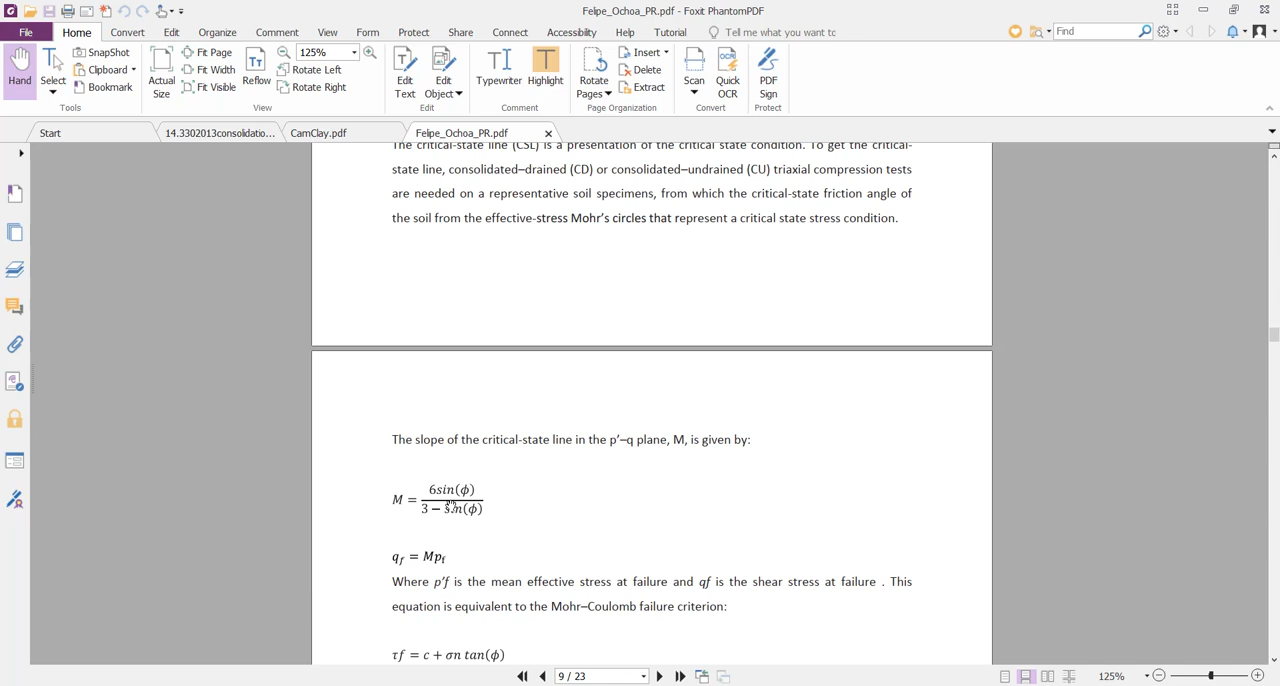 Felipe_Ochoa_PR.pdf - Foxit PhantomPDF
File Home Convert Edit Organize Comment View Form Protect Share Connect Accessibility Help Tutorial Tell me what you want tc Find
Hand Select SnapShot Clipboard Bookmark Tools
Actual Size Fit Page Fit Width Fit Visible Reflow 125% Rotate Left Rotate Right View
Edit Text Edit Object Edit
Typewriter Highlight Comment
Rotate Pages Insert Delete Extract Page Organization
Scan Quick OCR Convert
PDF Sign Protect
Start 14.3302013consolidatio... CamClay.pdf Felipe_Ochoa_PR.pdf
The critical-state line (CSL) is a presentation of the critical state condition. To get the critical-
state line, consolidated–drained (CD) or consolidated–undrained (CU) triaxial compression tests
are needed on a representative soil specimens, from which the critical-state friction angle of
the soil from the effective-stress Mohr's circles that represent a critical state stress condition.
The slope of the critical-state line in the p'–q plane, M, is given by:
M = 6sin(ϕ) / 3 − sin(ϕ)
qf = Mpf
Where p'f is the mean effective stress at failure and qf is the shear stress at failure . This
equation is equivalent to the Mohr–Coulomb failure criterion:
τf = c + σn tan(ϕ)
9 / 23 125%